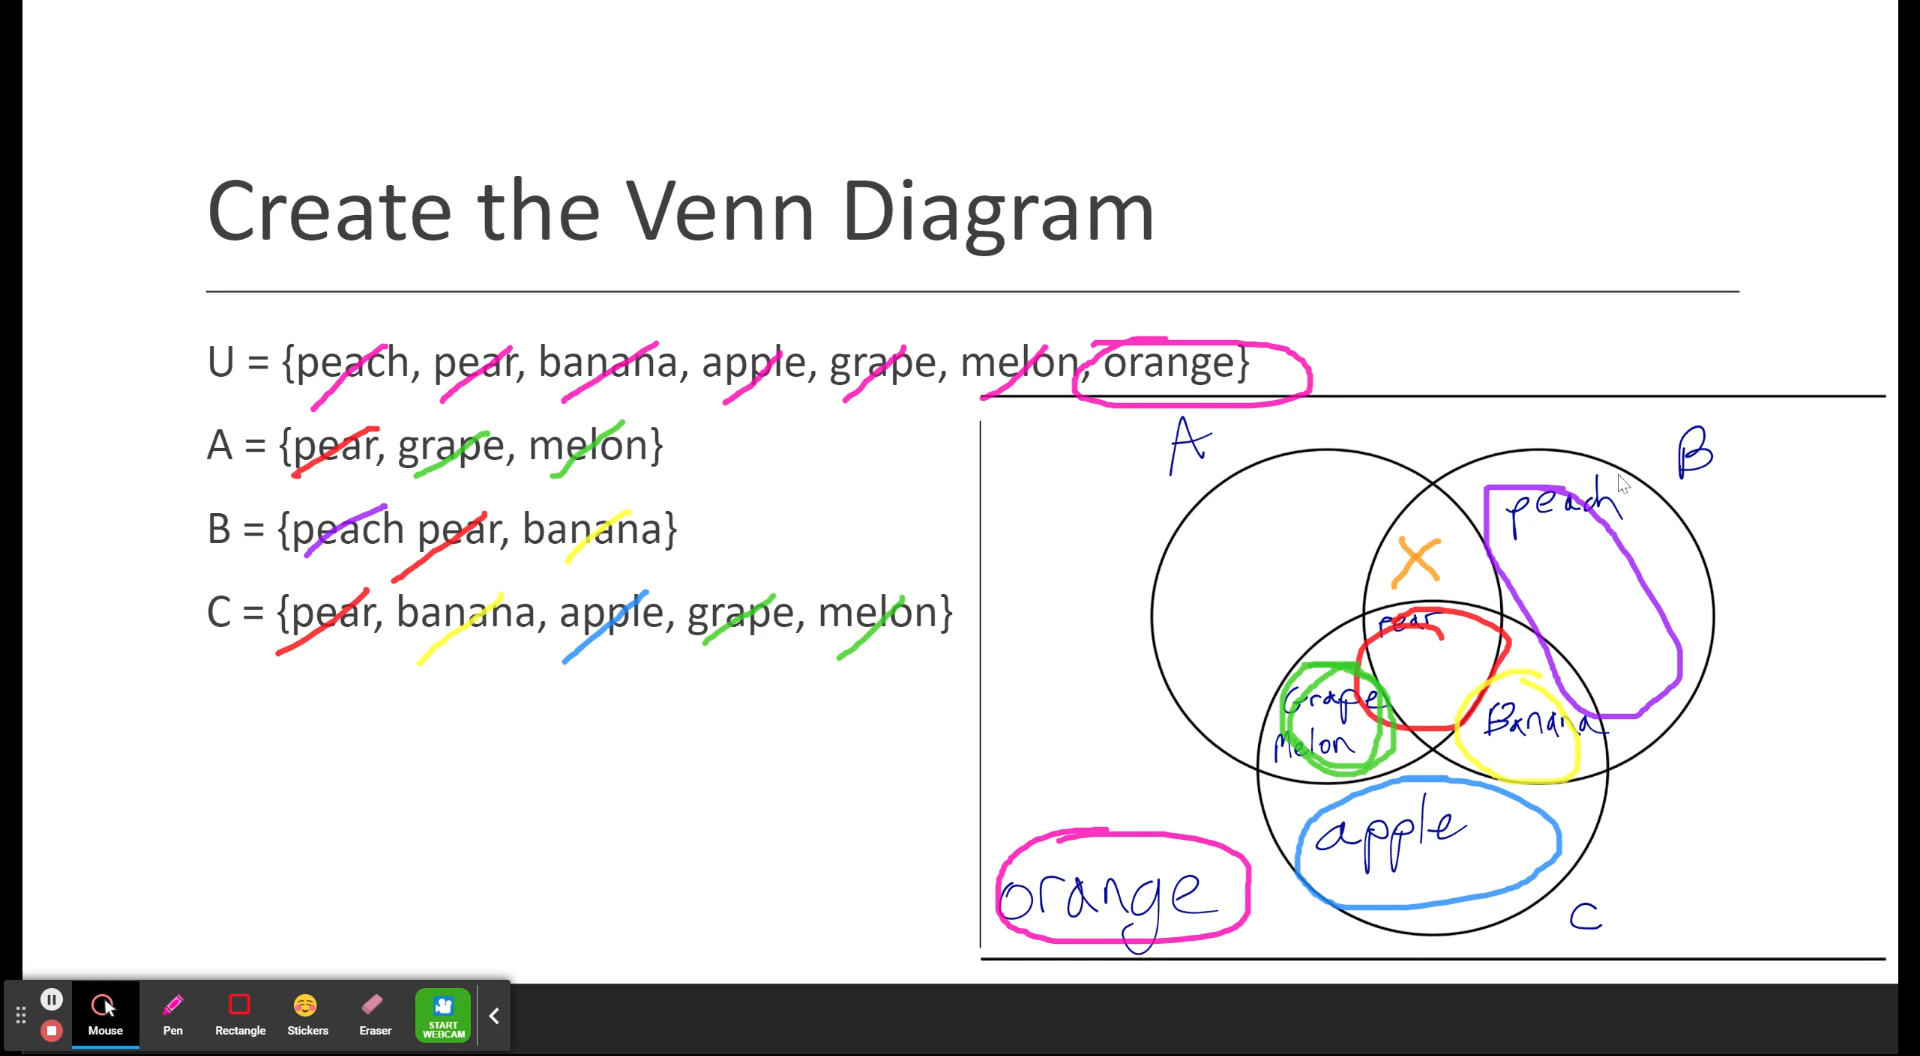 Create the Venn Diagram
U = {peach, pear, banana, apple, grape, melon, orange}
A = {pear, grape, melon}
B = {peach pear, banana}
C = {pear, banana, apple, grape, melon}
A
B
peach
X
pear
Grape
Melon
Banana
apple
orange
C
Mouse
Pen
Rectangle
Stickers
Eraser
START
WEBCAM